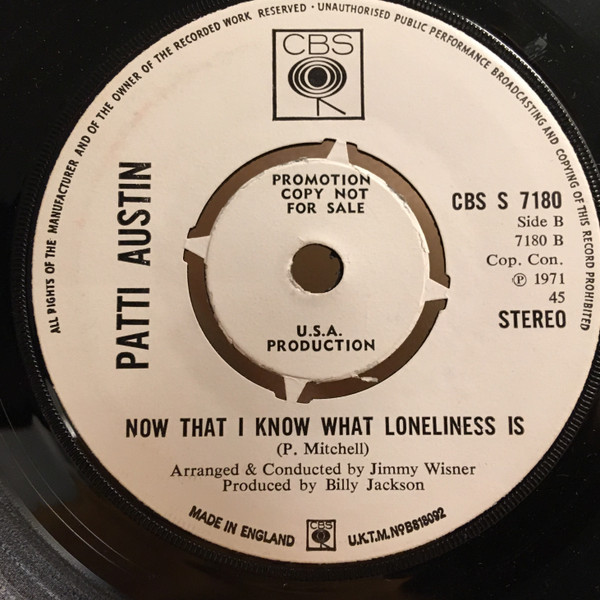 ALL RIGHTS OF THE MANUFACTURER AND OF THE OWNER OF THE RECORDED WORK RESERVED · UNAUTHORISED PUBLIC PERFORMANCE BROADCASTING AND COPYING OF THIS RECORD PROHIBITED
CBS
PROMOTION
COPY NOT
FOR SALE
PATTI AUSTIN
CBS S 7180
Side B
7180 B
Cop. Con.
℗ 1971
45
STEREO
U.S.A.
PRODUCTION
NOW THAT I KNOW WHAT LONELINESS IS
(P. Mitchell)
Arranged & Conducted by Jimmy Wisner
Produced by Billy Jackson
MADE IN ENGLAND
CBS
U.K.T.M. Nº B818092